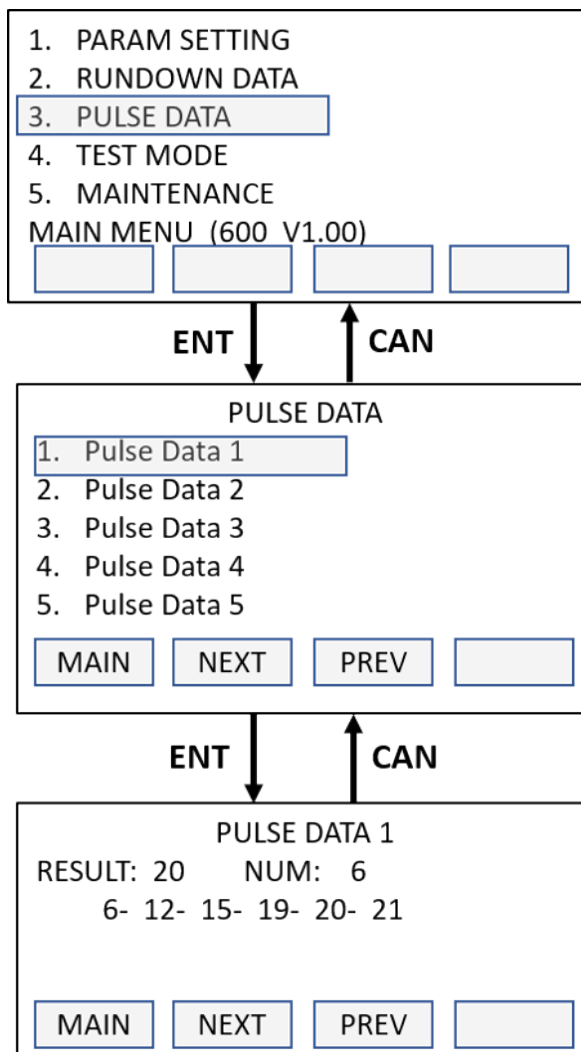 1. PARAM SETTING
2. RUNDOWN DATA
3. PULSE DATA
4. TEST MODE
5. MAINTENANCE
MAIN MENU (600 V1.00)
ENT CAN
PULSE DATA
1. Pulse Data 1
2. Pulse Data 2
3. Pulse Data 3
4. Pulse Data 4
5. Pulse Data 5
MAIN NEXT PREV
ENT CAN
PULSE DATA 1
RESULT: 20 NUM: 6
6- 12- 15- 19- 20- 21
MAIN NEXT PREV